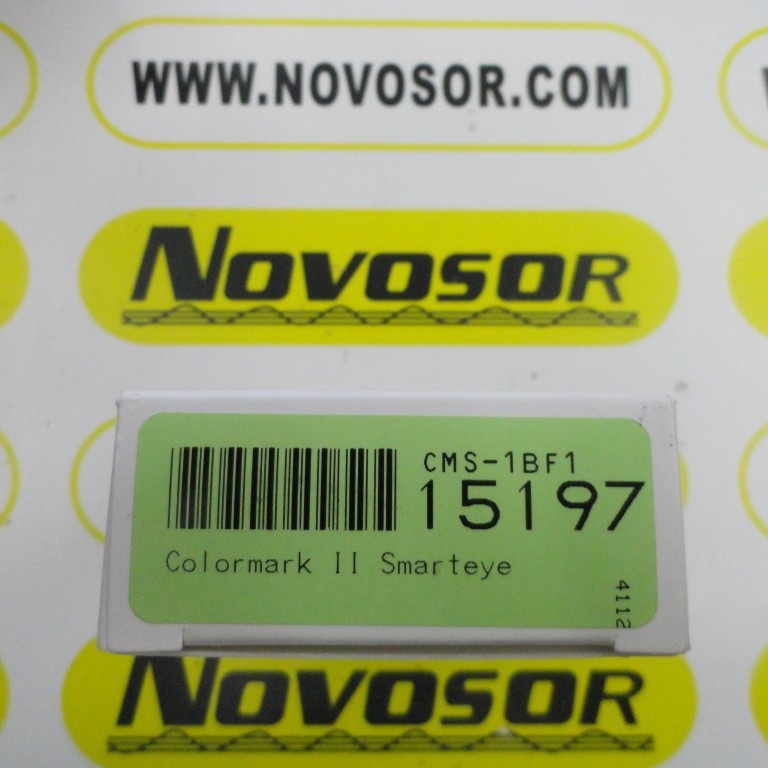 WWW.NOVOSOR.COM
NOVOSOR
CMS-1BF1
15197
Colormark II Smarteye
4112
NOVOSOR